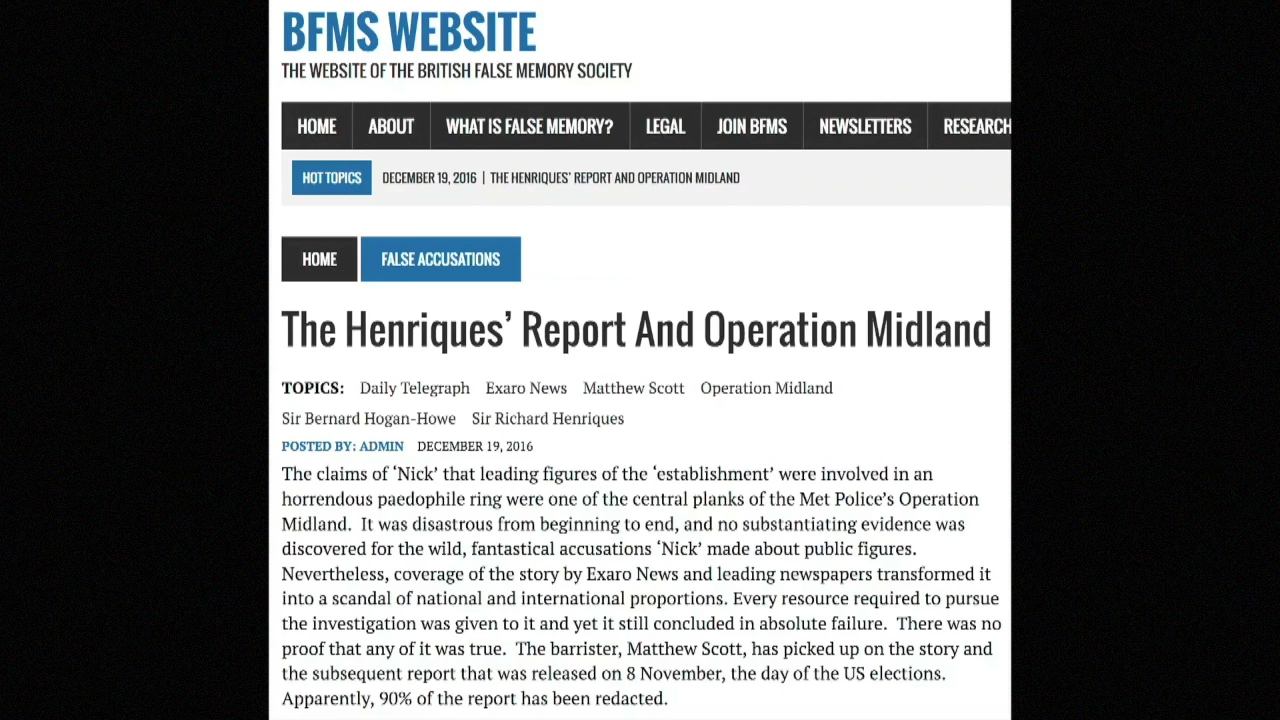 BFMS WEBSITE
THE WEBSITE OF THE BRITISH FALSE MEMORY SOCIETY
HOME ABOUT WHAT IS FALSE MEMORY? LEGAL JOIN BFMS NEWSLETTERS RESEARCH
HOT TOPICS DECEMBER 19, 2016 | THE HENRIQUES’ REPORT AND OPERATION MIDLAND
HOME FALSE ACCUSATIONS
The Henriques’ Report And Operation Midland
TOPICS: Daily Telegraph Exaro News Matthew Scott Operation Midland
Sir Bernard Hogan-Howe Sir Richard Henriques
POSTED BY: ADMIN DECEMBER 19, 2016
The claims of ‘Nick’ that leading figures of the ‘establishment’ were involved in an
horrendous paedophile ring were one of the central planks of the Met Police’s Operation
Midland. It was disastrous from beginning to end, and no substantiating evidence was
discovered for the wild, fantastical accusations ‘Nick’ made about public figures.
Nevertheless, coverage of the story by Exaro News and leading newspapers transformed it
into a scandal of national and international proportions. Every resource required to pursue
the investigation was given to it and yet it still concluded in absolute failure. There was no
proof that any of it was true. The barrister, Matthew Scott, has picked up on the story and
the subsequent report that was released on 8 November, the day of the US elections.
Apparently, 90% of the report has been redacted.